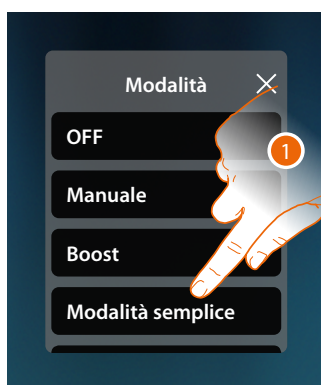 Modalità
OFF
1
Manuale
Boost
Modalità semplice